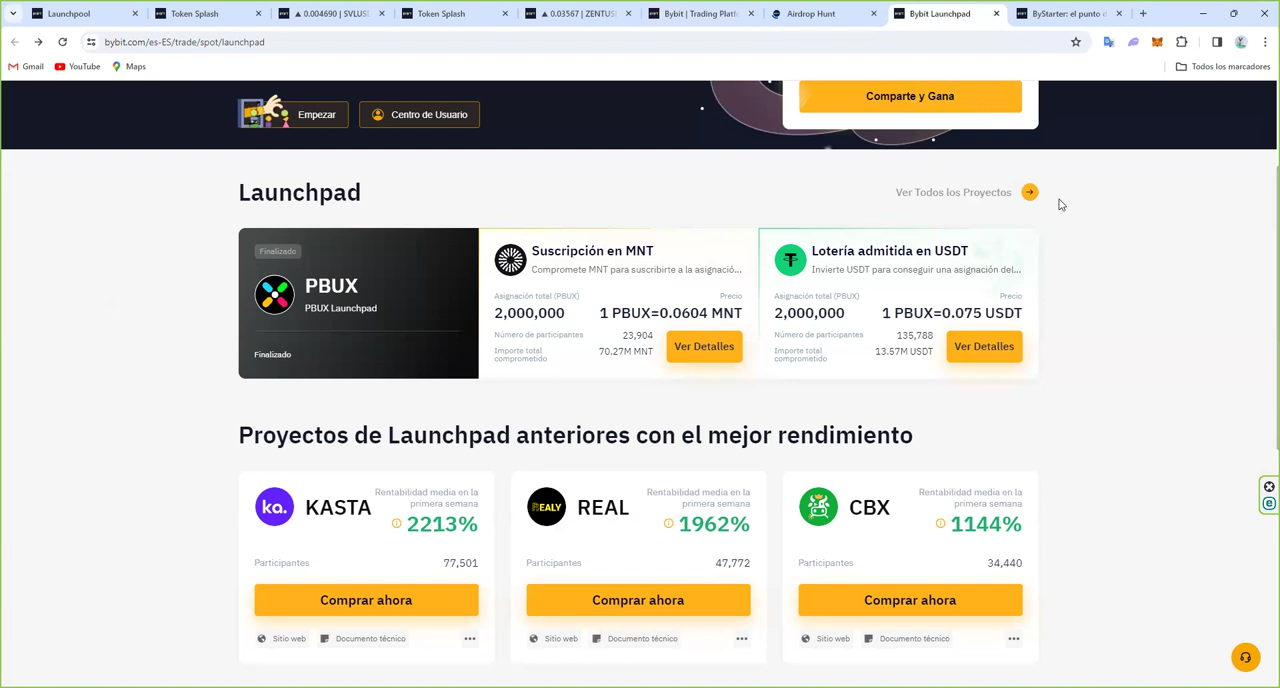 Launchpool
Token Splash
▲ 0.004690 | SVLUS
Token Splash
▲ 0.03567 | ZENTUS
Bybit | Trading Platf
Airdrop Hunt
Bybit Launchpad
ByStarter: el punto d
bybit.com/es-ES/trade/spot/launchpad
Gmail
YouTube
Maps
Todos los marcadores
Empezar
Centro de Usuario
Comparte y Gana
Launchpad
Ver Todos los Proyectos
Finalizado
PBUX
PBUX Launchpad
Finalizado
Suscripción en MNT
Compromete MNT para suscribirte a la asignació...
Asignación total (PBUX)
Precio
2,000,000
1 PBUX=0.0604 MNT
Número de participantes
23,904
Importe total
comprometido
70.27M MNT
Ver Detalles
Lotería admitida en USDT
Invierte USDT para conseguir una asignación del...
Asignación total (PBUX)
Precio
2,000,000
1 PBUX=0.075 USDT
Número de participantes
135,788
Importe total
comprometido
13.57M USDT
Ver Detalles
Proyectos de Launchpad anteriores con el mejor rendimiento
ka.
KASTA
Rentabilidad media en la
primera semana
2213%
Participantes
77,501
Comprar ahora
Sitio web
Documento técnico
REALY
REAL
Rentabilidad media en la
primera semana
1962%
Participantes
47,772
Comprar ahora
Sitio web
Documento técnico
CBX
Rentabilidad media en la
primera semana
1144%
Participantes
34,440
Comprar ahora
Sitio web
Documento técnico